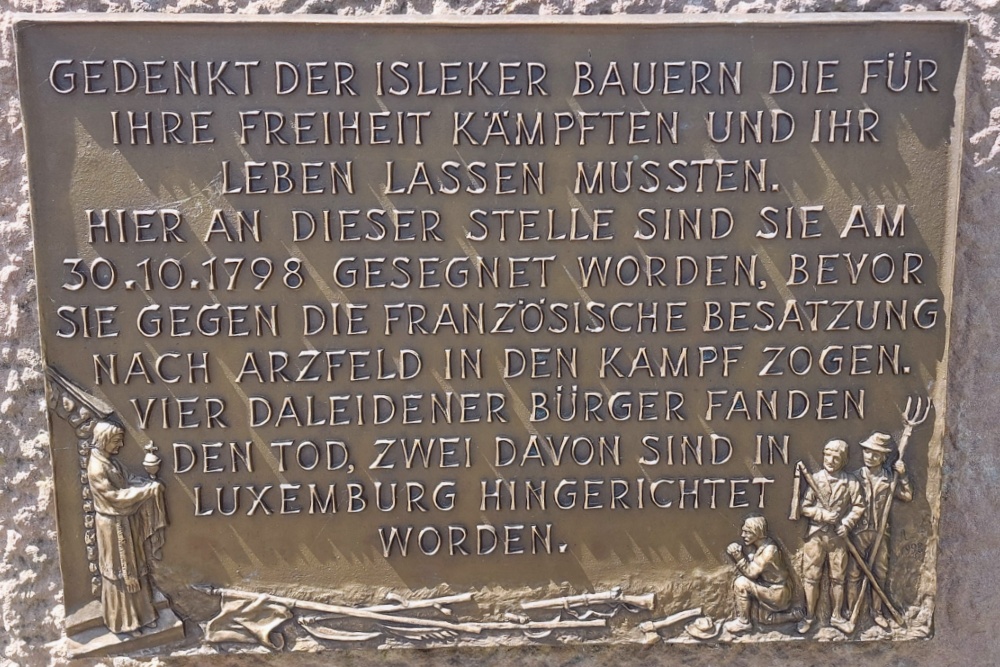 GEDENKT DER ISLEKER BAUERN DIE FÜR
IHRE FREIHEIT KÄMPFTEN UND IHR
LEBEN LASSEN MUSSTEN.
HIER AN DIESER STELLE SIND SIE AM
30.10.1798 GESEGNET WORDEN, BEVOR
SIE GEGEN DIE FRANZÖSISCHE BESATZUNG
NACH ARZFELD IN DEN KAMPF ZOGEN.
VIER DALEIDENER BÜRGER FANDEN
DEN TOD, ZWEI DAVON SIND IN
LUXEMBURG HINGERICHTET
WORDEN.